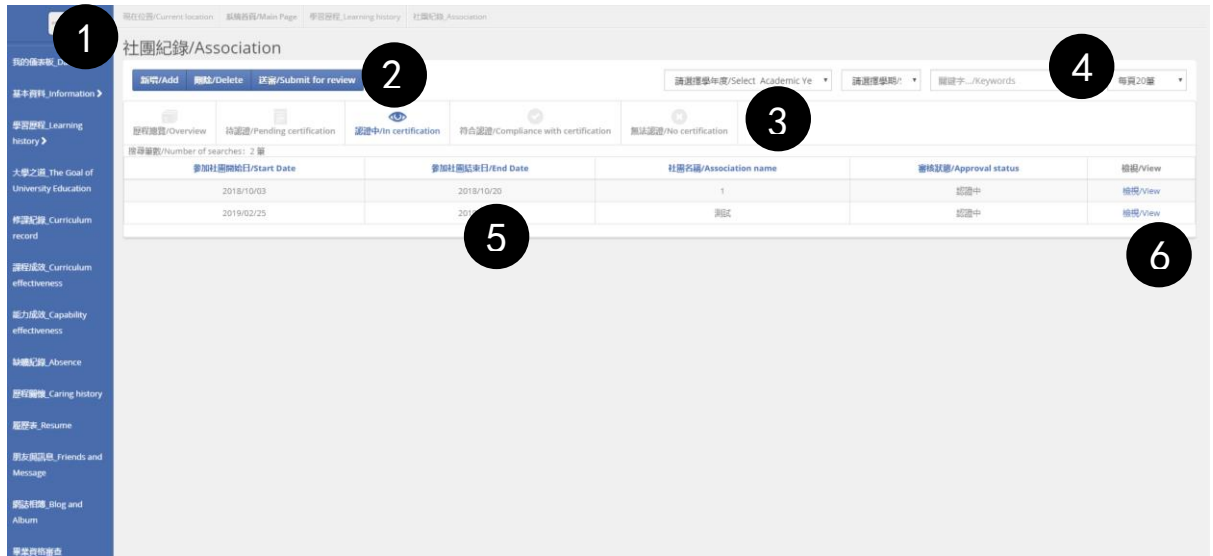 現在位置/Current location 系統首頁/Main Page 學習歷程_Learning history 社團紀錄_Association
1
社團紀錄/Association
我的儀表板_D
基本資料_Information
學習歷程_Learning
history
大學之道_The Goal of
University Education
修課紀錄_Curriculum
record
課程成效_Curriculum
effectiveness
能力成效_Capability
effectiveness
缺曠紀錄_Absence
歷程關懷_Caring history
履歷表_Resume
朋友與訊息_Friends and
Message
網誌相簿_Blog and
Album
畢業資格審查
新增/Add 刪除/Delete 送審/Submit for review
2
請選擇學年度/Select Academic Ye
請選擇學期/:
關鍵字.../Keywords
4
每頁20筆
歷程總覽/Overview 待認證/Pending certification 認證中/In certification 符合認證/Compliance with certification 無法認證/No certification
3
搜尋筆數/Number of searches: 2 筆
參加社團開始日/Start Date 參加社團結束日/End Date 社團名稱/Association name 審核狀態/Approval status 檢視/View
2018/10/03 2018/10/20 1 認證中 檢視/View
2019/02/25 201 測試 認證中 檢視/View
5
6